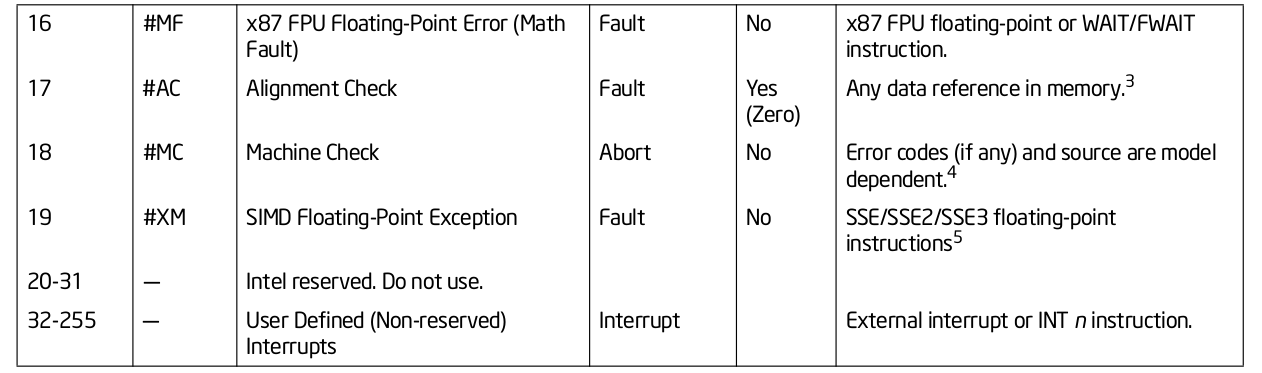 16 #MF x87 FPU Floating-Point Error (Math Fault) Fault No x87 FPU floating-point or WAIT/FWAIT instruction.
17 #AC Alignment Check Fault Yes (Zero) Any data reference in memory.3
18 #MC Machine Check Abort No Error codes (if any) and source are model dependent.4
19 #XM SIMD Floating-Point Exception Fault No SSE/SSE2/SSE3 floating-point instructions5
20-31 — Intel reserved. Do not use.
32-255 — User Defined (Non-reserved) Interrupts Interrupt External interrupt or INT n instruction.